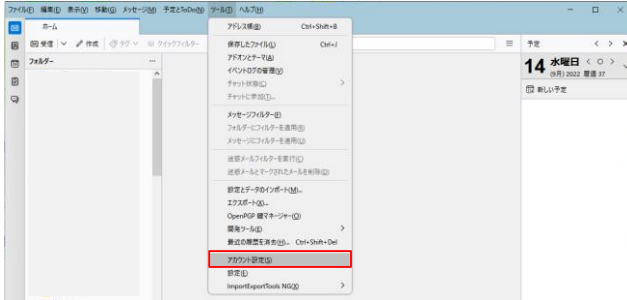 ファイル(F) 編集(E) 表示(V) 移動(G) メッセージ(M) 予定とToDo(N) ツール(T) ヘルプ(H)
ホーム
受信 作成 タグ クイックフィルター
フォルダー ...
アドレス帳(B) Ctrl+Shift+B
保存したファイル(L) Ctrl+J
アドオンとテーマ(A)
イベントログの管理(V)
チャット状態(C)
チャットに参加(T)...
メッセージフィルター(F)
フォルダーにフィルターを適用(R)
メッセージにフィルターを適用(U)
迷惑メールフィルターを実行(C)
迷惑メールとマークされたメールを削除(D)
設定とデータのインポート(M)...
エクスポート(X)...
OpenPGP 鍵マネージャー(O)
開発ツール(E)
最近の履歴を消去(H)... Ctrl+Shift+Del
アカウント設定(S)
設定(E)
ImportExportTools NG(X)
予定
14 水曜日
(9月) 2022 暦週 37
新しい予定